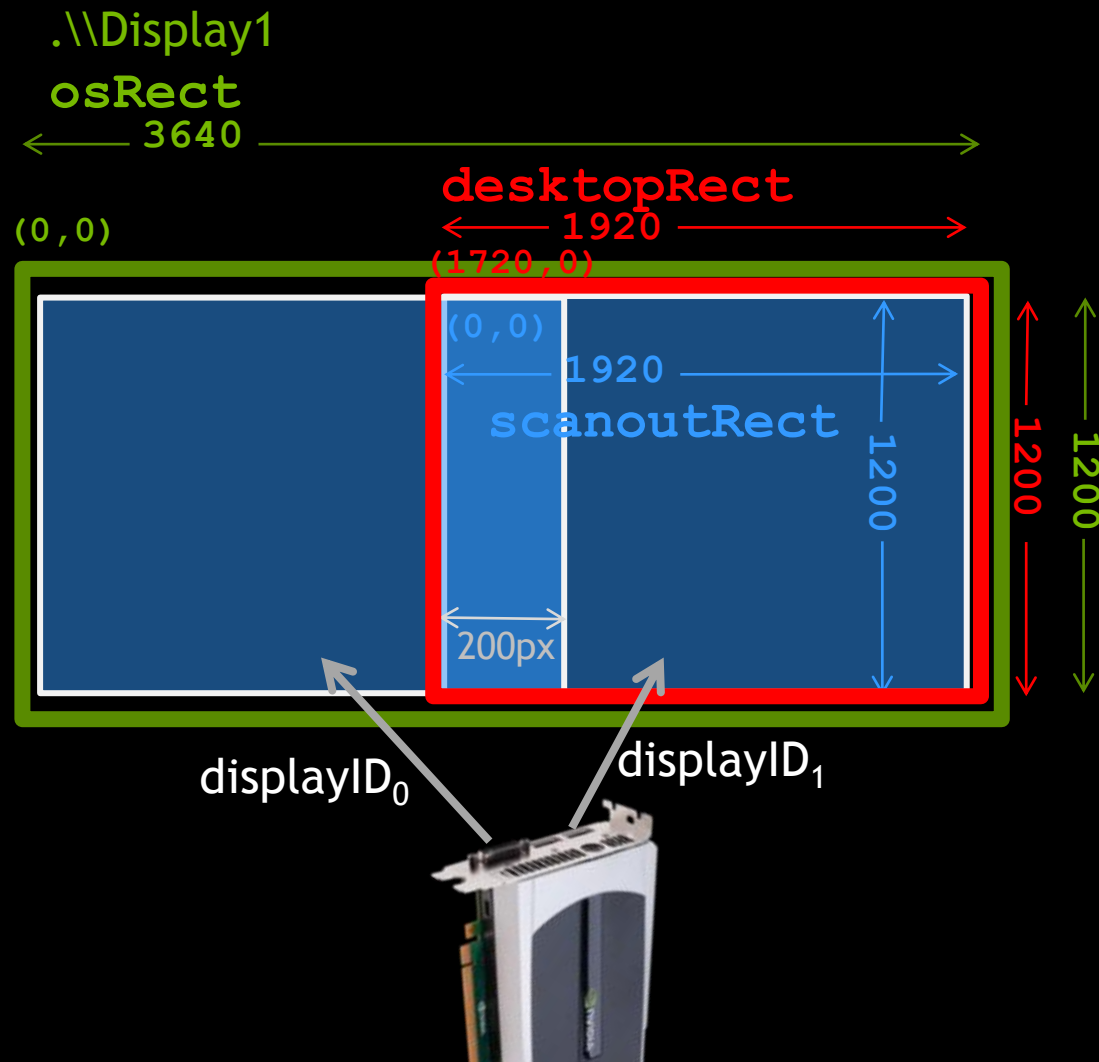 .\\Display1
osRect
3640
desktopRect
1920
(0,0)
(1720,0)
(0,0)
1920
scanoutRect
1200
1200
1200
200px
displayID₀
displayID₁